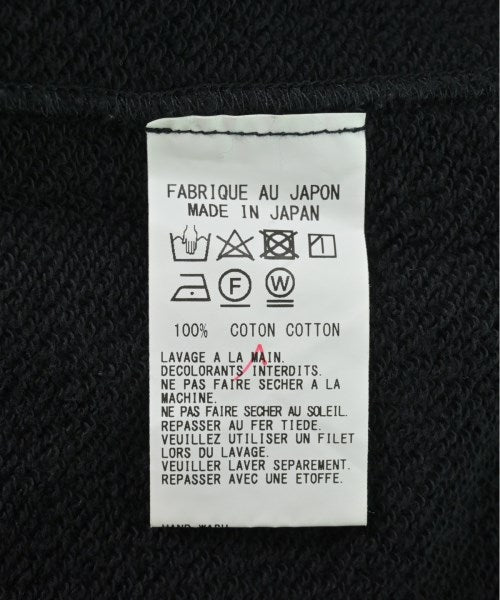 FABRIQUE AU JAPON
MADE IN JAPAN
F W
100% COTON COTTON
LAVAGE A LA MAIN.
DECOLORANTS INTERDITS.
NE PAS FAIRE SECHER A LA
MACHINE.
NE PAS FAIRE SECHER AU SOLEIL.
REPASSER AU FER TIEDE.
VEUILLEZ UTILISER UN FILET
LORS DU LAVAGE.
VEUILLER LAVER SEPAREMENT.
REPASSER AVEC UNE ETOFFE.
HAND WASH